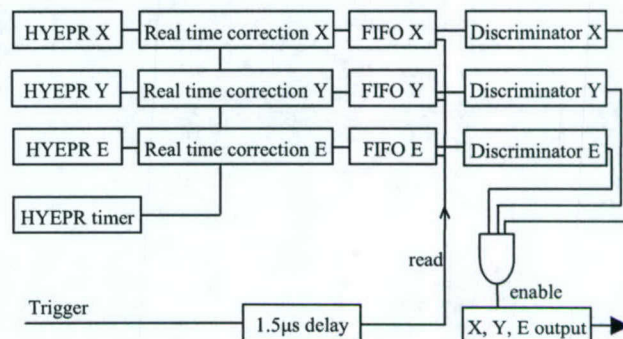 HYEPR X
Real time correction X
FIFO X
Discriminator X
HYEPR Y
Real time correction Y
FIFO Y
Discriminator Y
HYEPR E
Real time correction E
FIFO E
Discriminator E
HYEPR timer
read
enable
Trigger
1.5μs delay
X, Y, E output